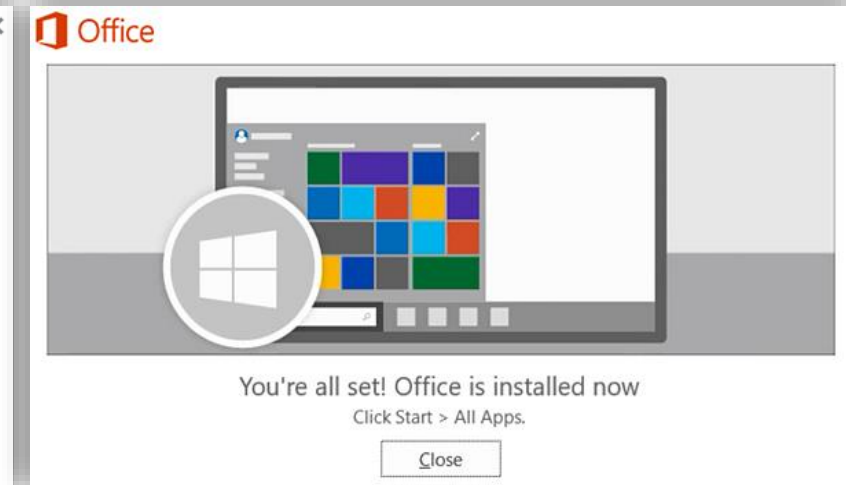 Office
You're all set! Office is installed now
Click Start > All Apps.
Close